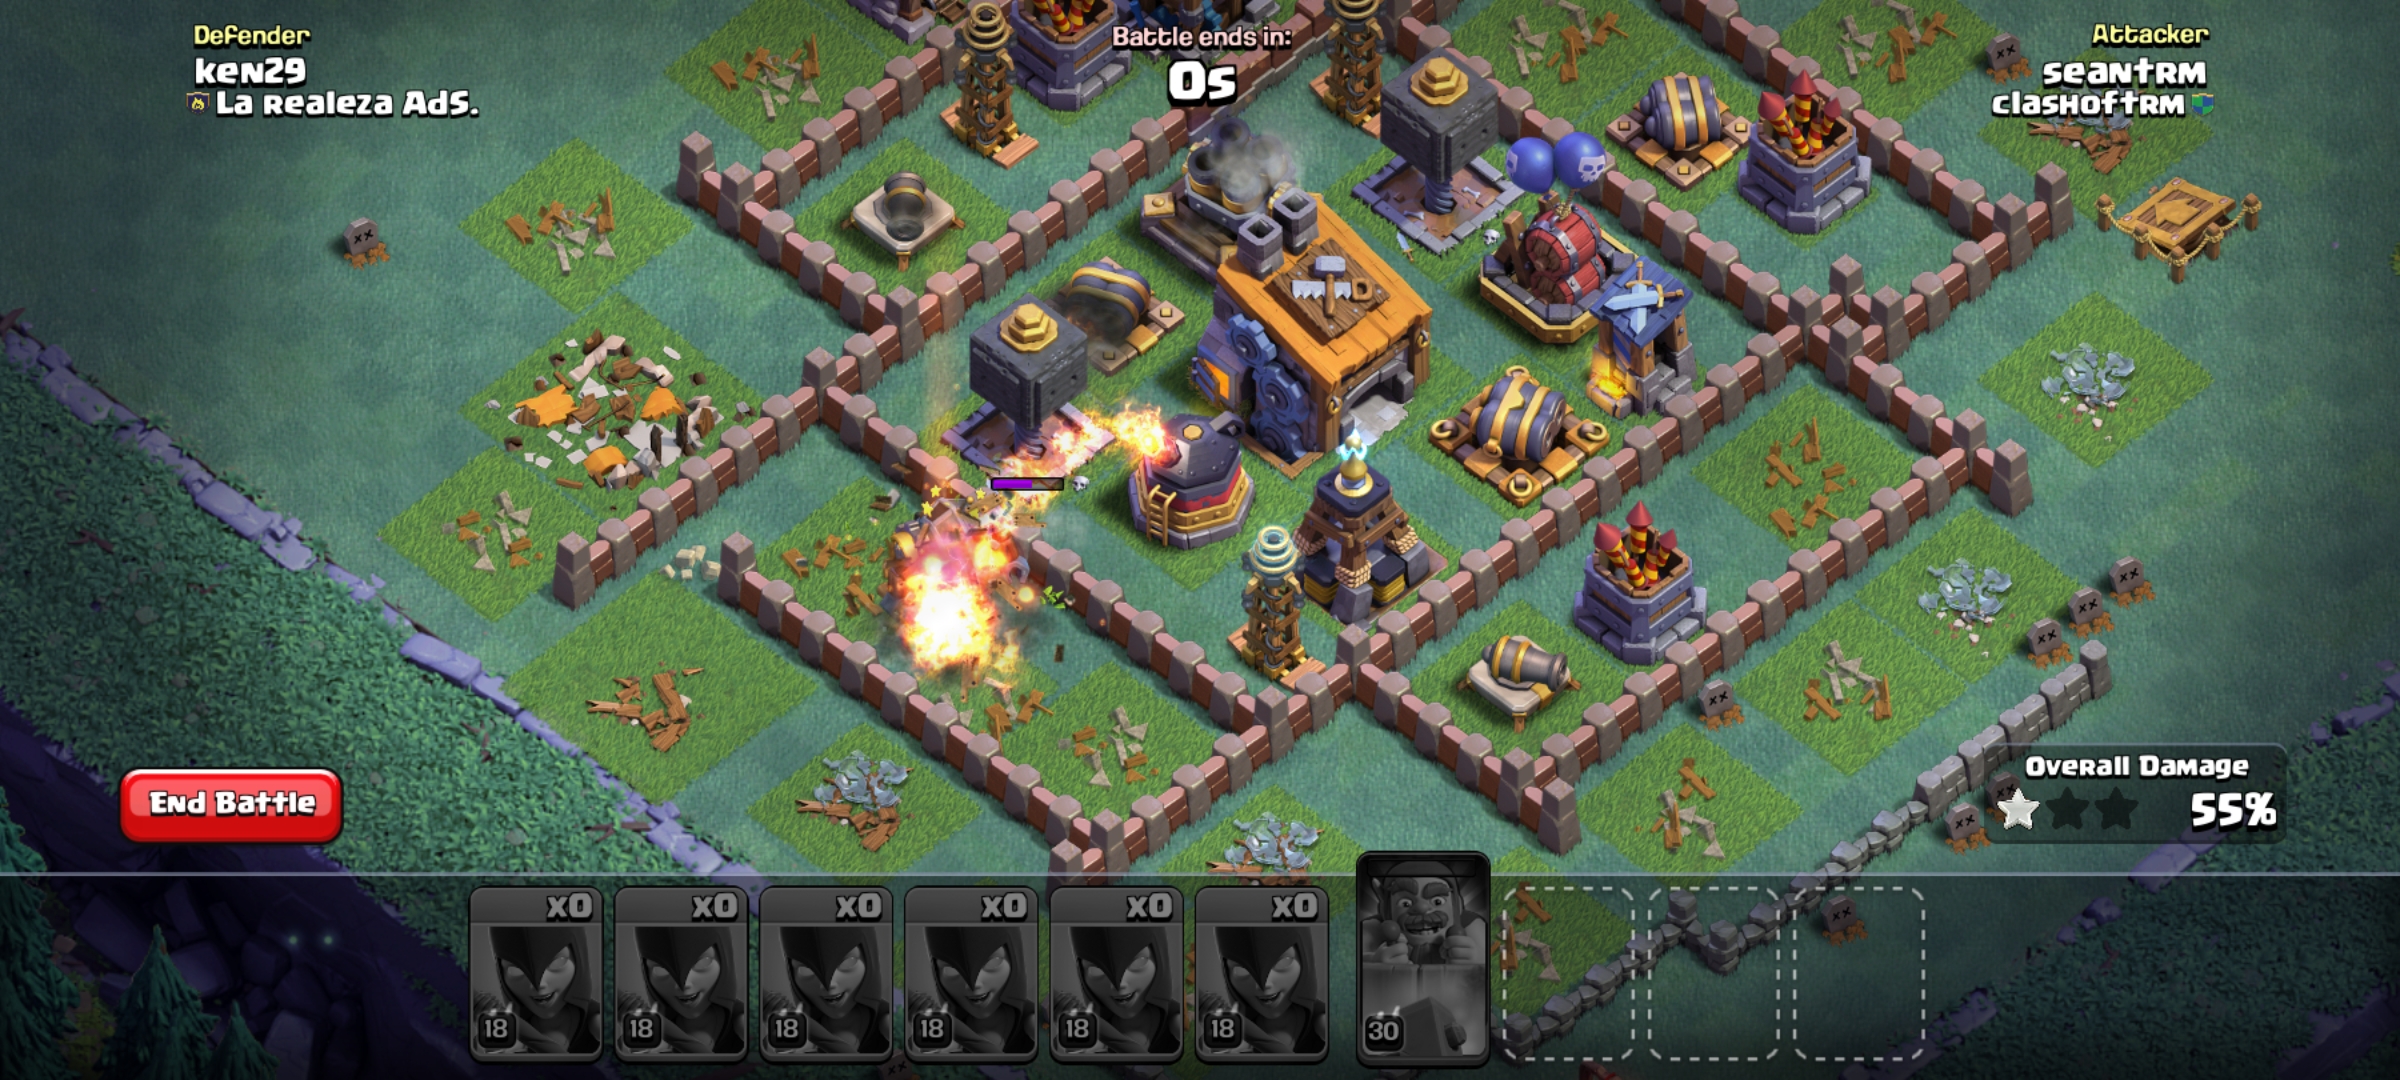 Defender
ken29
La Realeza AdS.
Battle ends in:
0s
Attacker
seantRM
clashoftRM
End Battle
Overall Damage
55%
x0
x0
x0
x0
x0
x0
18
18
18
18
18
18
30